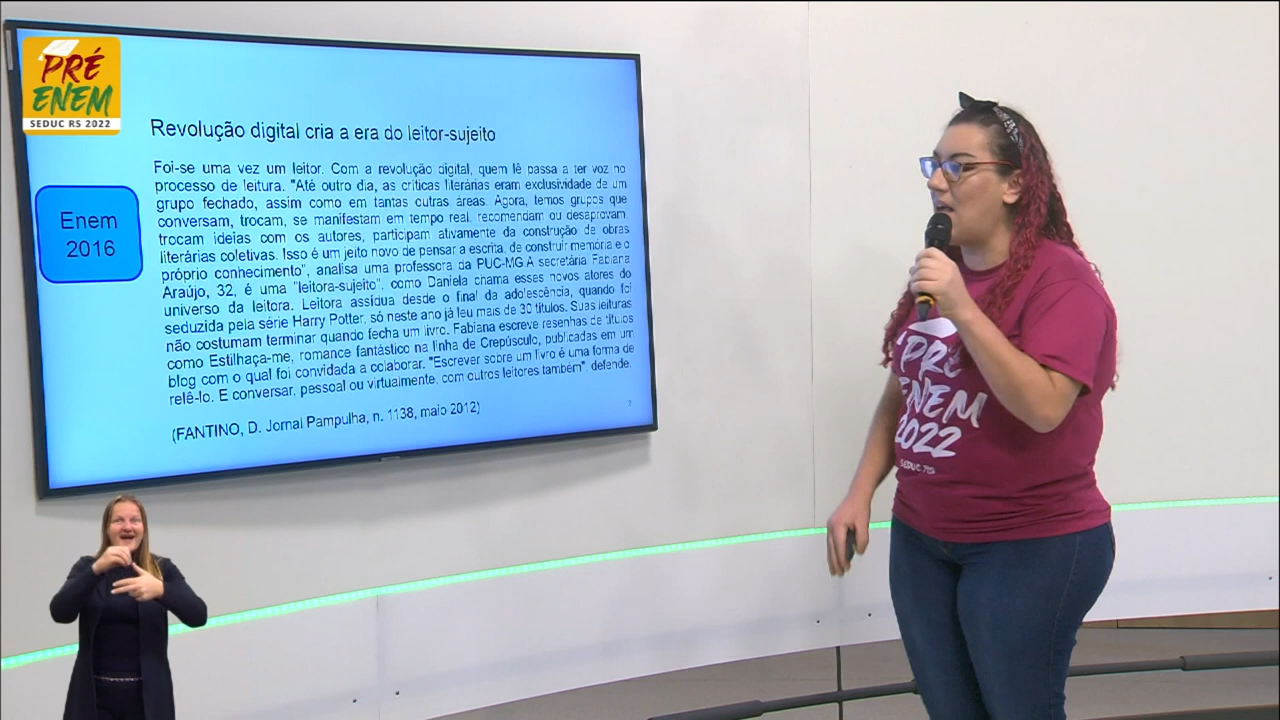 PRÉ
ENEM
SEDUC RS 2022
Revolução digital cria a era do leitor-sujeito
Enem
2016
Foi-se uma vez um leitor. Com a revolução digital, quem lê passa a ter voz no
processo de leitura. "Até outro dia, as críticas literárias eram exclusividade de um
grupo fechado, assim como em tantas outras áreas. Agora, temos grupos que
conversam, trocam, se manifestam em tempo real, recomendam ou desaprovam,
trocam ideias com os autores, participam ativamente da construção de obras
literárias coletivas. Isso é um jeito novo de pensar a escrita, de construir memória e o
próprio conhecimento", analisa uma professora da PUC-MG.A secretária Fabiana
Araújo, 32, é uma "leitora-sujeito", como Daniela chama esses novos atores do
universo da leitora. Leitora assídua desde o final da adolescência, quando foi
seduzida pela série Harry Potter, só neste ano já leu mais de 30 títulos. Suas leituras
não costumam terminar quando fecha um livro. Fabiana escreve resenhas de títulos
como Estilhaça-me, romance fantástico na linha de Crepúsculo, publicadas em um
blog com o qual foi convidada a colaborar. "Escrever sobre um livro é uma forma de
relê-lo. E conversar, pessoal ou virtualmente, com outros leitores também" defende.
(FANTINO, D. Jornal Pampulha, n. 1138, maio 2012)
PRÉ
ENEM
2022
SEDUC RS